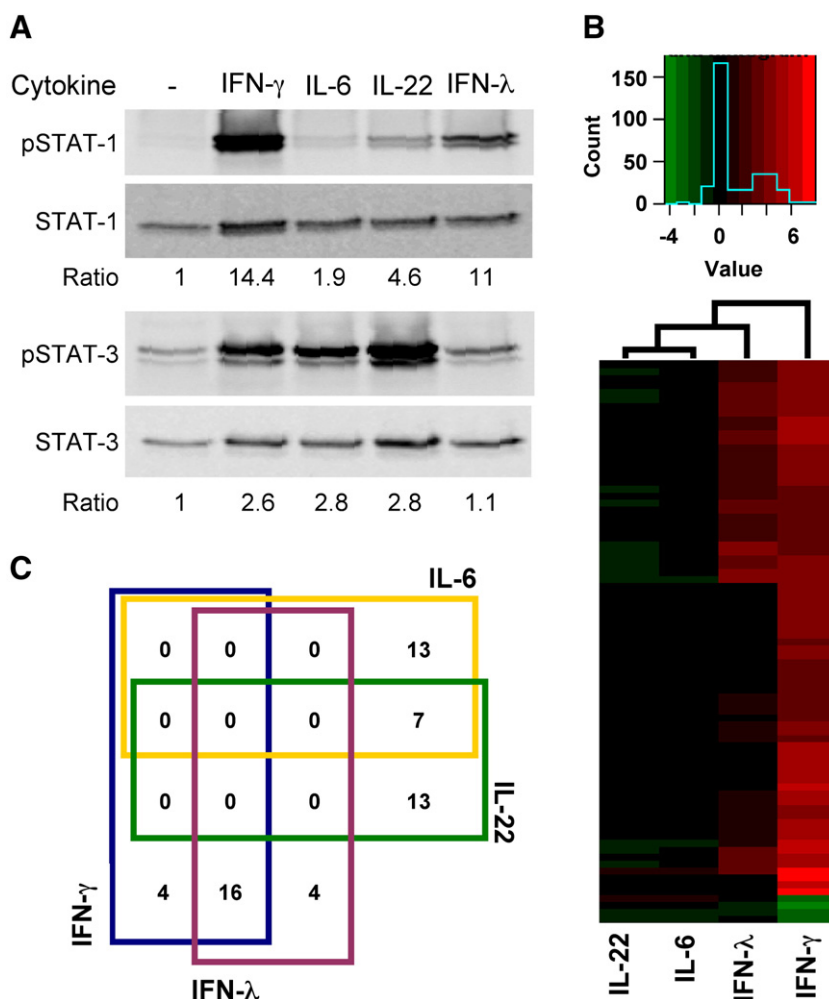 A
Cytokine - IFN-γ IL-6 IL-22 IFN-λ
pSTAT-1
STAT-1
Ratio 1 14.4 1.9 4.6 11
pSTAT-3
STAT-3
Ratio 1 2.6 2.8 2.8 1.1
B
150
100
50
0
Count
-4 0 6
Value
IL-22 IL-6 IFN-λ IFN-γ
C
IL-6
0 0 0 13
0 0 0 7
0 0 0 13
IL-22
4 16 4
IFN-γ
IFN-λ